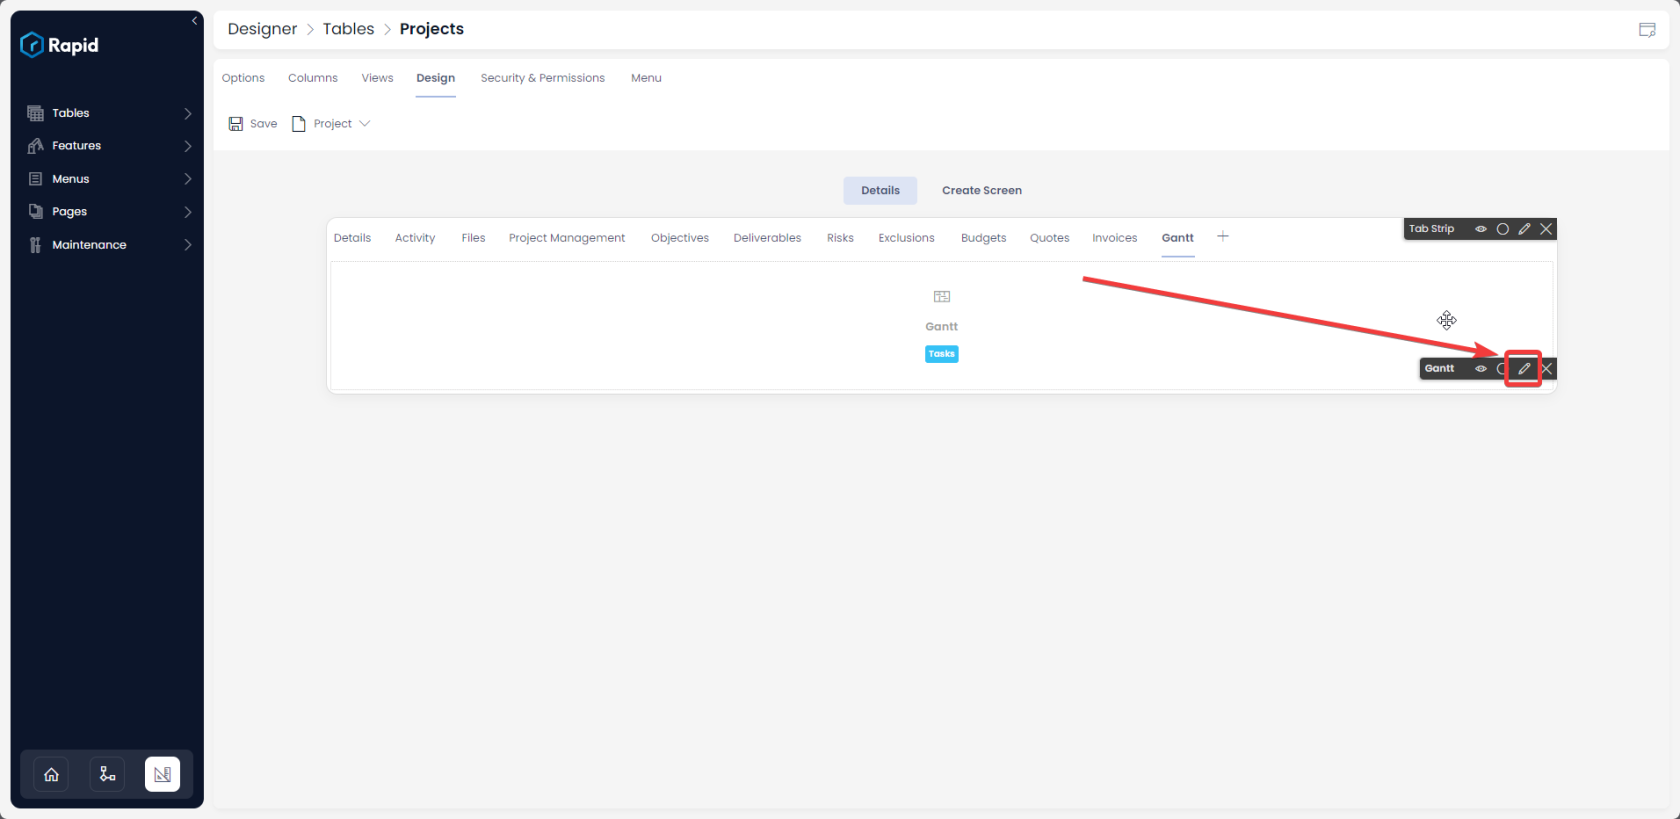 Rapid
Tables
Features
Menus
Pages
Maintenance
Designer > Tables > Projects
Options Columns Views Design Security & Permissions Menu
Save Project
Details Create Screen
Details Activity Files Project Management Objectives Deliverables Risks Exclusions Budgets Quotes Invoices Gantt +
Tab Strip
Gantt
Tasks
Gantt